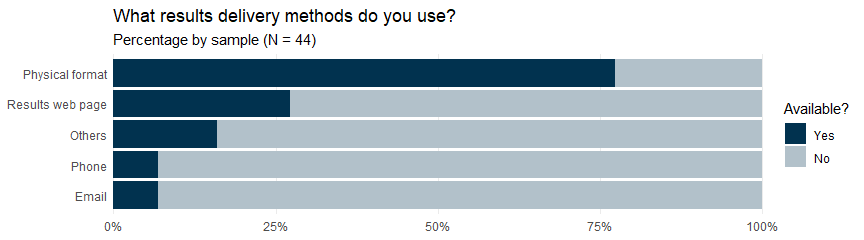 What results delivery methods do you use?
Percentage by sample (N = 44)
Physical format
Results web page
Others
Phone
Email
0% 25% 50% 75% 100%
Available?
Yes
No